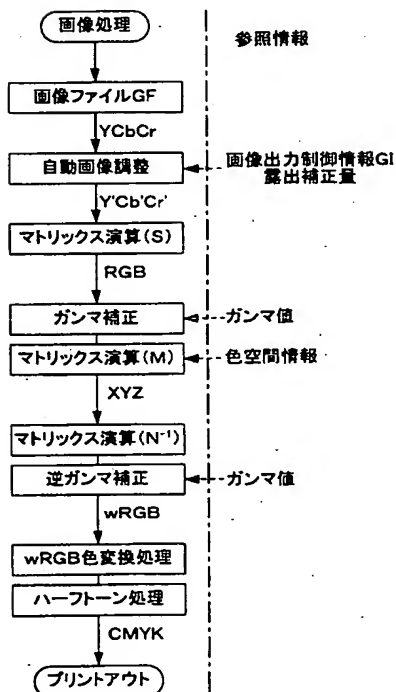 画像処理
参照情報
画像ファイルGF
YCbCr
自動画像調整
画像出力制御情報GI
露出補正量
Y'Cb'Cr'
マトリックス演算(S)
RGB
ガンマ補正
ガンマ値
マトリックス演算(M)
色空間情報
XYZ
マトリックス演算(N⁻¹)
逆ガンマ補正
ガンマ値
wRGB
wRGB色変換処理
ハーフトーン処理
CMYK
プリントアウト